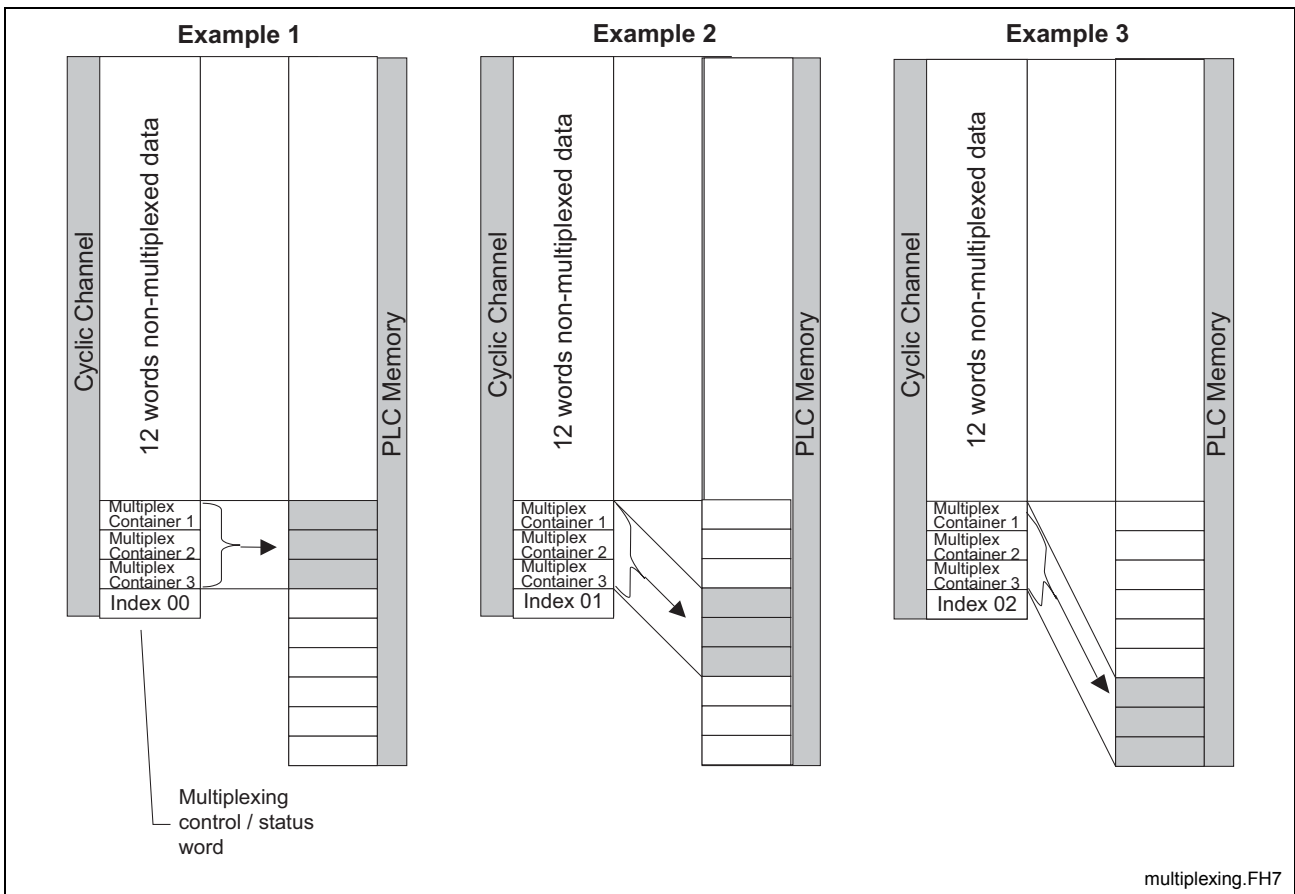 Example 1
Cyclic Channel
12 words non-multiplexed data
PLC Memory
Multiplex
Container 1
Multiplex
Container 2
Multiplex
Container 3
Index 00
Multiplexing
control / status
word
Example 2
Cyclic Channel
12 words non-multiplexed data
PLC Memory
Multiplex
Container 1
Multiplex
Container 2
Multiplex
Container 3
Index 01
Example 3
Cyclic Channel
12 words non-multiplexed data
PLC Memory
Multiplex
Container 1
Multiplex
Container 2
Multiplex
Container 3
Index 02
multiplexing.FH7